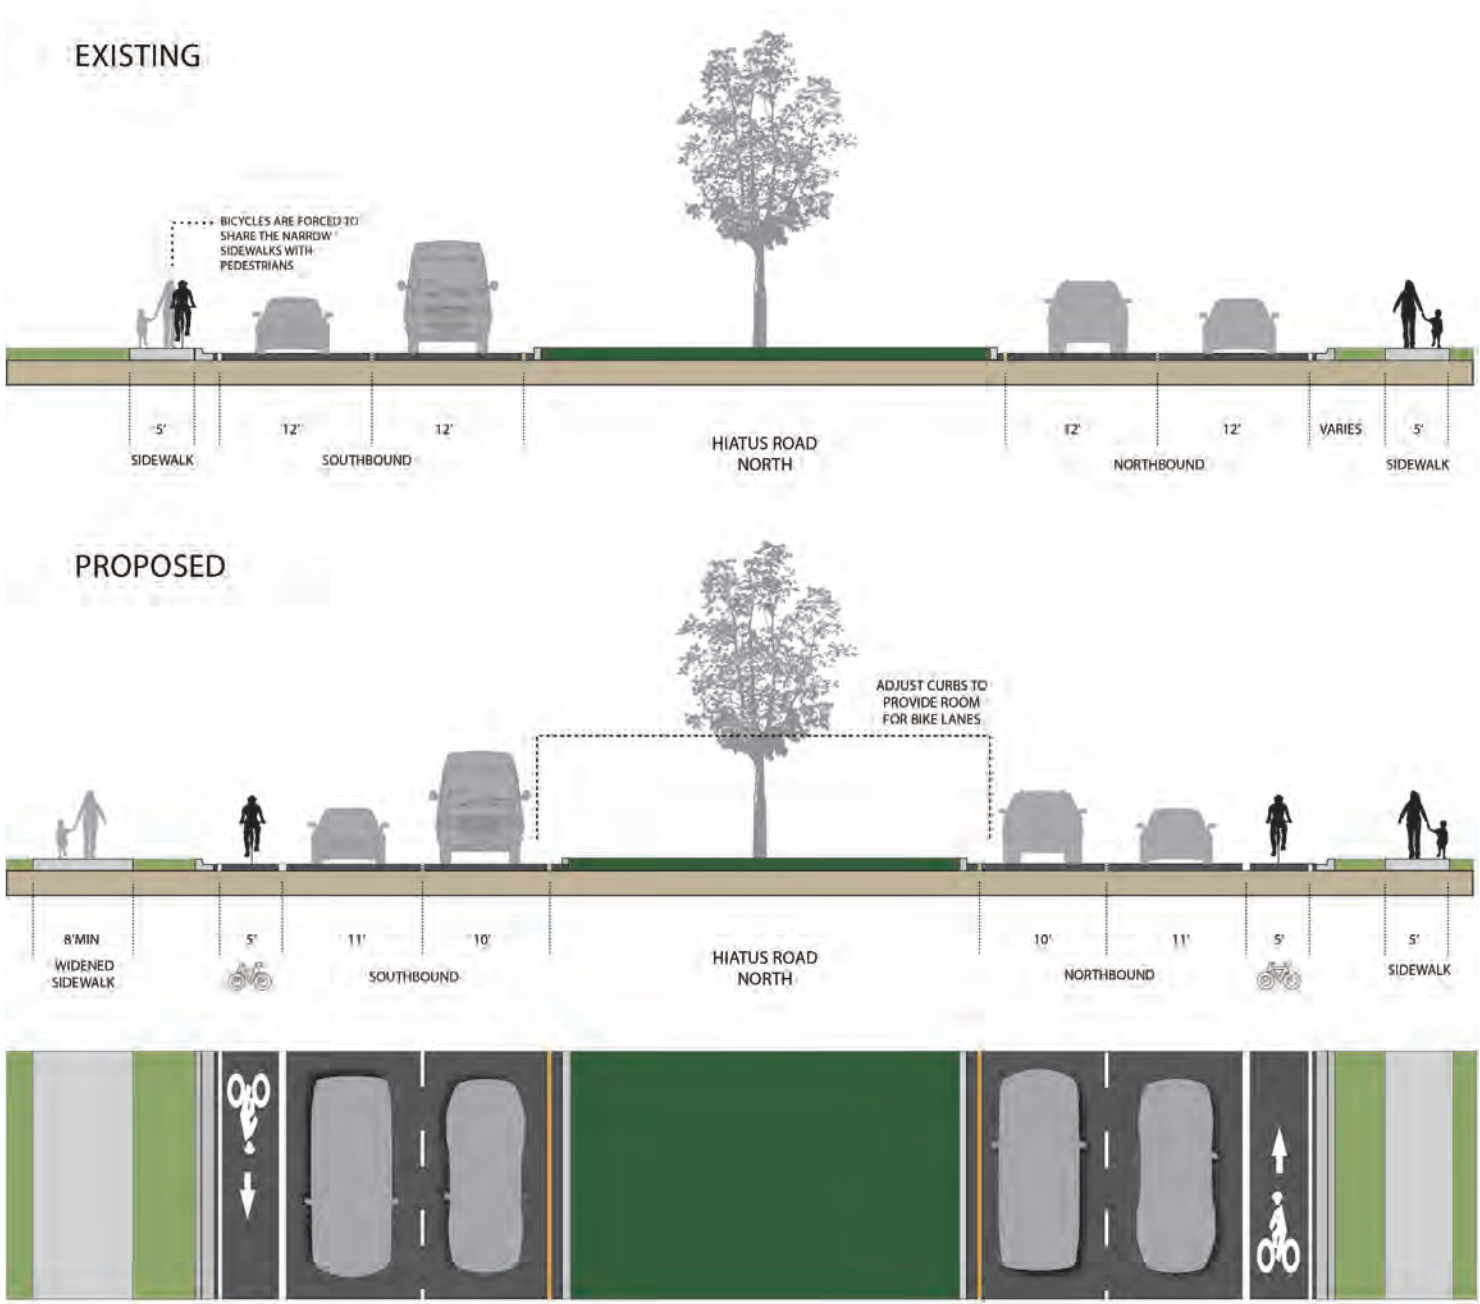 EXISTING
BICYCLES ARE FORCED TO
SHARE THE NARROW
SIDEWALKS WITH
PEDESTRIANS
5' 12' 12' 12' 12' VARIES 5'
SIDEWALK SOUTHBOUND HIATUS ROAD NORTHBOUND SIDEWALK
NORTH
PROPOSED
ADJUST CURBS TO
PROVIDE ROOM
FOR BIKE LANES
8'MIN 5' 11' 10' 10' 11' 5' 5'
WIDENED
SIDEWALK
SOUTHBOUND
HIATUS ROAD
NORTH
NORTHBOUND
SIDEWALK